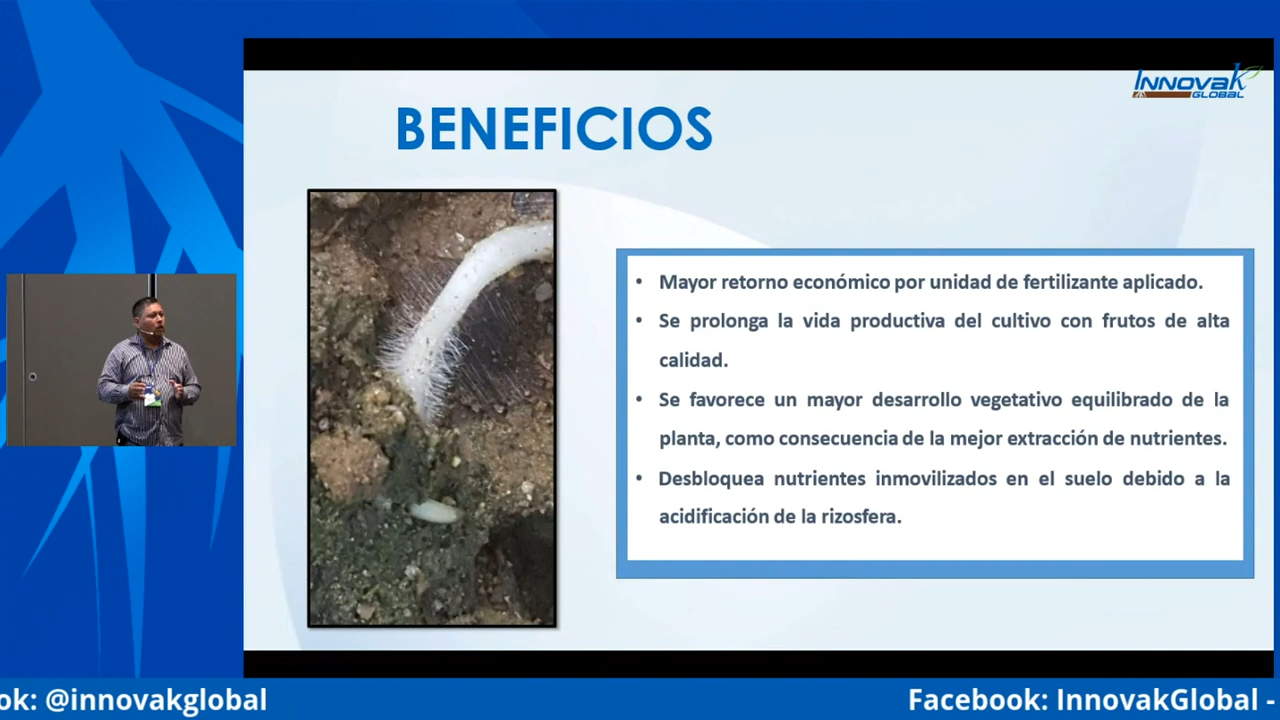 Innovak
GLOBAL
BENEFICIOS
• Mayor retorno económico por unidad de fertilizante aplicado.
• Se prolonga la vida productiva del cultivo con frutos de alta
calidad.
• Se favorece un mayor desarrollo vegetativo equilibrado de la
planta, como consecuencia de la mejor extracción de nutrientes.
• Desbloquea nutrientes inmovilizados en el suelo debido a la
acidificación de la rizosfera.
ok: @innovakglobal
Facebook: InnovakGlobal -